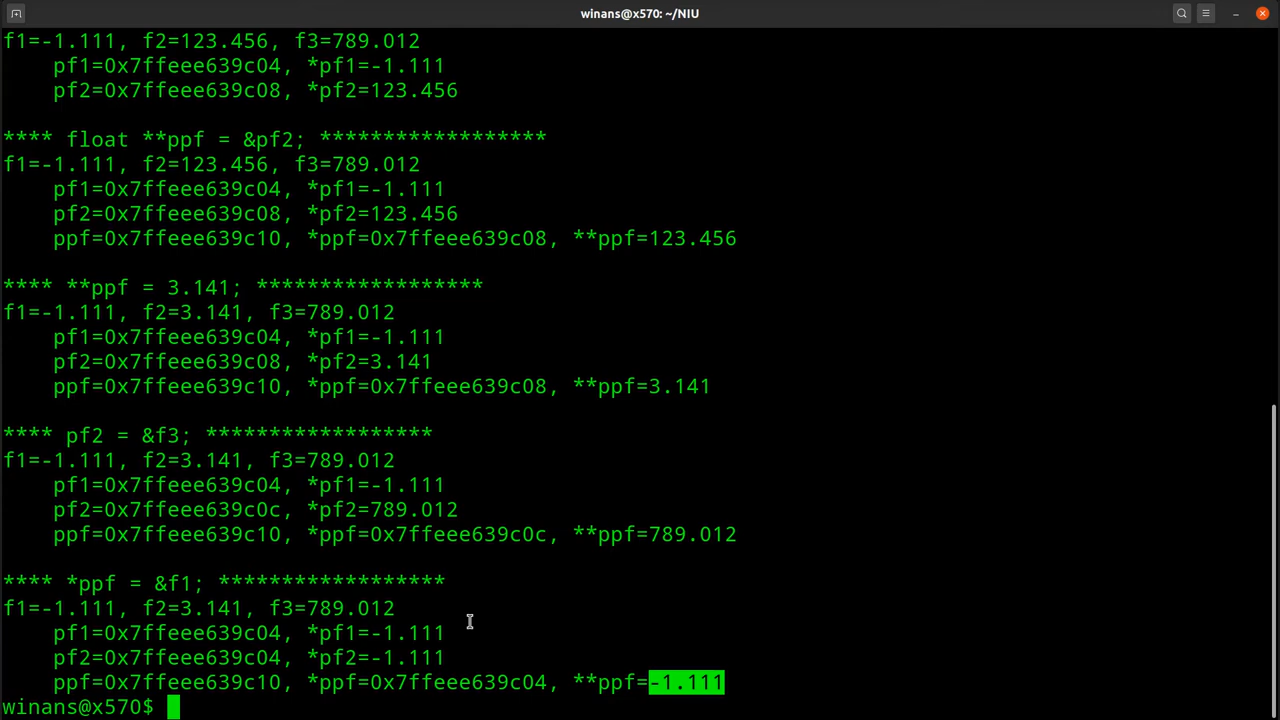 winans@x570: ~/NIU
f1=-1.111, f2=123.456, f3=789.012
    pf1=0x7ffeee639c04, *pf1=-1.111
    pf2=0x7ffeee639c08, *pf2=123.456
**** float **ppf = &pf2; ******************
f1=-1.111, f2=123.456, f3=789.012
    pf1=0x7ffeee639c04, *pf1=-1.111
    pf2=0x7ffeee639c08, *pf2=123.456
    ppf=0x7ffeee639c10, *ppf=0x7ffeee639c08, **ppf=123.456
**** **ppf = 3.141; ******************
f1=-1.111, f2=3.141, f3=789.012
    pf1=0x7ffeee639c04, *pf1=-1.111
    pf2=0x7ffeee639c08, *pf2=3.141
    ppf=0x7ffeee639c10, *ppf=0x7ffeee639c08, **ppf=3.141
**** pf2 = &f3; ******************
f1=-1.111, f2=3.141, f3=789.012
    pf1=0x7ffeee639c04, *pf1=-1.111
    pf2=0x7ffeee639c0c, *pf2=789.012
    ppf=0x7ffeee639c10, *ppf=0x7ffeee639c0c, **ppf=789.012
**** *ppf = &f1; ******************
f1=-1.111, f2=3.141, f3=789.012
    pf1=0x7ffeee639c04, *pf1=-1.111
    pf2=0x7ffeee639c04, *pf2=-1.111
    ppf=0x7ffeee639c10, *ppf=0x7ffeee639c04, **ppf=-1.111
winans@x570$